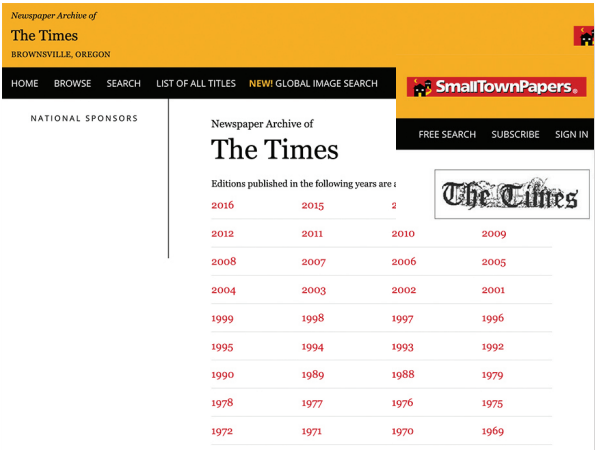 Newspaper Archive of
The Times
BROWNSVILLE, OREGON
HOME BROWSE SEARCH LIST OF ALL TITLES NEW! GLOBAL IMAGE SEARCH
SmallTownPapers®
FREE SEARCH SUBSCRIBE SIGN IN
NATIONAL SPONSORS
Newspaper Archive of
The Times
The Times
Editions published in the following years are
2016 2015
2012 2011 2010 2009
2008 2007 2006 2005
2004 2003 2002 2001
1999 1998 1997 1996
1995 1994 1993 1992
1990 1989 1988 1979
1978 1977 1976 1975
1972 1971 1970 1969